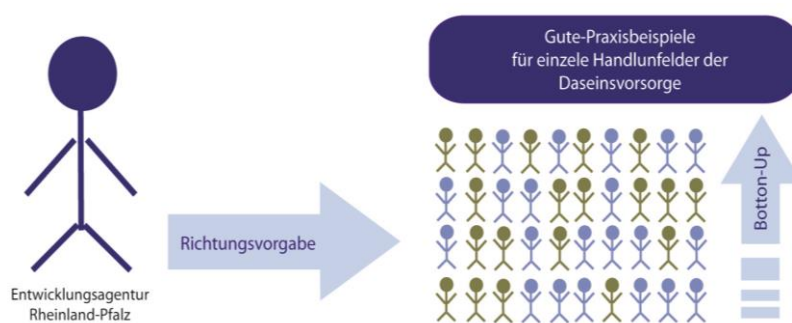 Gute-Praxisbeispiele
für einzele Handlunfelder der
Daseinsvorsorge
Richtungsvorgabe
Botton-Up
Entwicklungsagentur
Rheinland-Pfalz